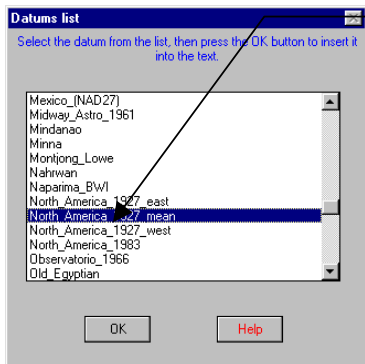 Datums list
Select the datum from the list, then press the OK button to insert it
into the text.
Mexico_(NAD27)
Midway_Astro_1961
Mindanao
Minna
Montjong_Lowe
Nahrwan
Naparima_BWI
North_America_1927_east
North_America_1927_mean
North_America_1927_west
North_America_1983
Observatorio_1966
Old_Egyptian
OK
Help